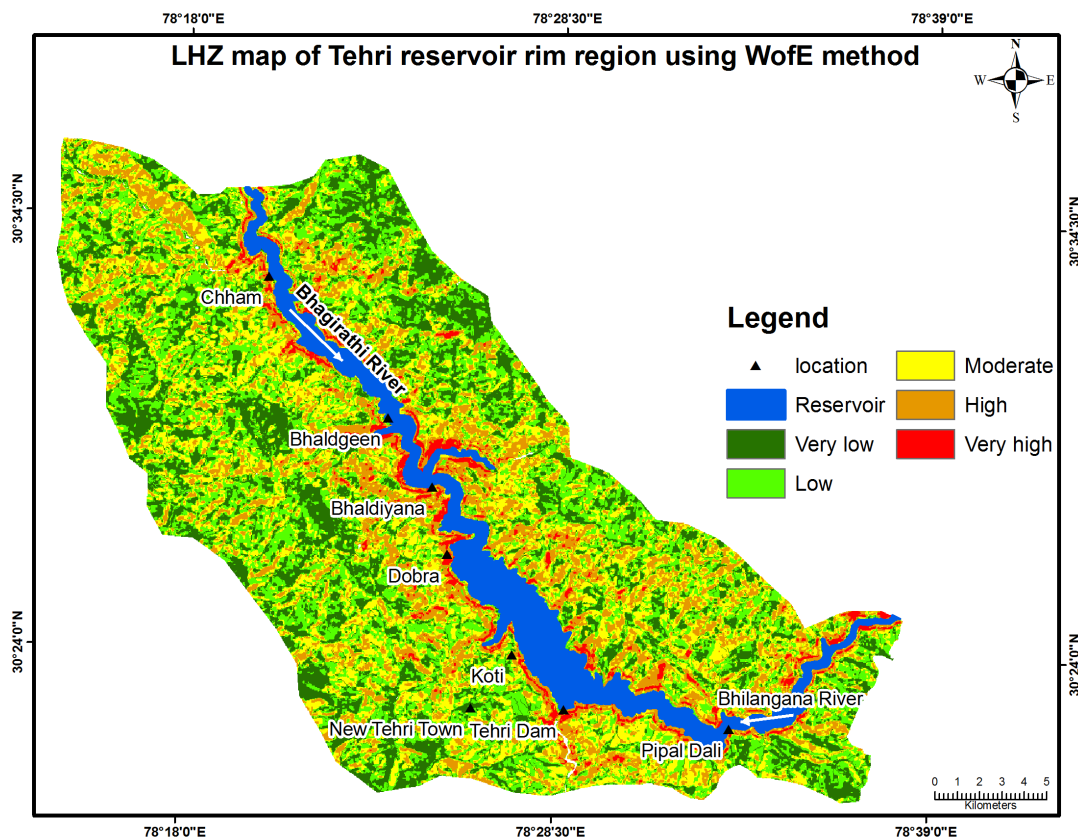 78°18'0"E 78°28'30"E 78°39'0"E
LHZ map of Tehri reservoir rim region using WofE method
N
W E
S
30°34'30"N
30°34'30"N
Chham
Bhagirathi River
Legend
location
Moderate
Reservoir
High
Very low
Very high
Low
Bhaldgeen
Bhaldiyana
Dobra
30°24'0"N
30°24'0"N
Koti
Bhilangana River
New Tehri Town
Tehri Dam
Pipal Dali
0 1 2 3 4 5
Kilometers
78°18'0"E 78°28'30"E 78°39'0"E